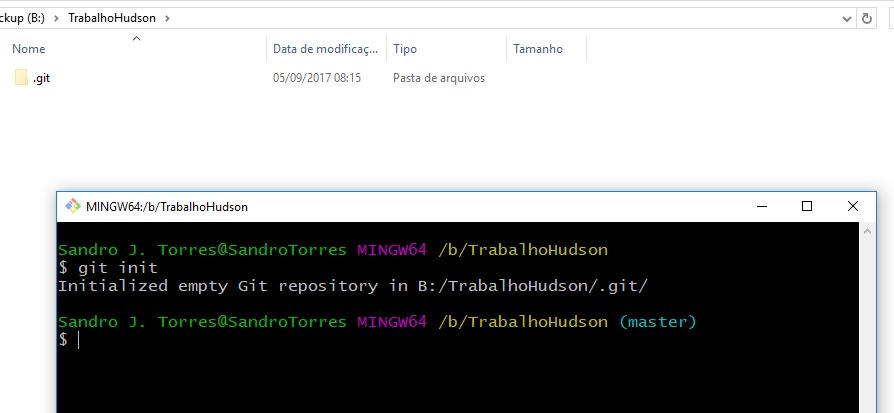 ckup (B:) > TrabalhoHudson >
Nome Data de modificaç... Tipo Tamanho
.git 05/09/2017 08:15 Pasta de arquivos
MINGW64:/b/TrabalhoHudson
Sandro J. Torres@SandroTorres MINGW64 /b/TrabalhoHudson
$ git init
Initialized empty Git repository in B:/TrabalhoHudson/.git/
Sandro J. Torres@SandroTorres MINGW64 /b/TrabalhoHudson (master)
$